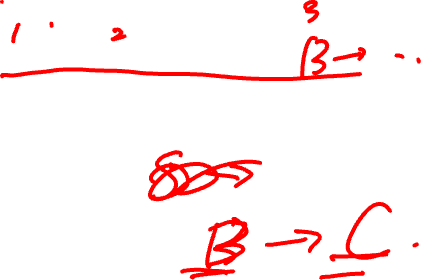 1 2 3
B → ..
B → C .